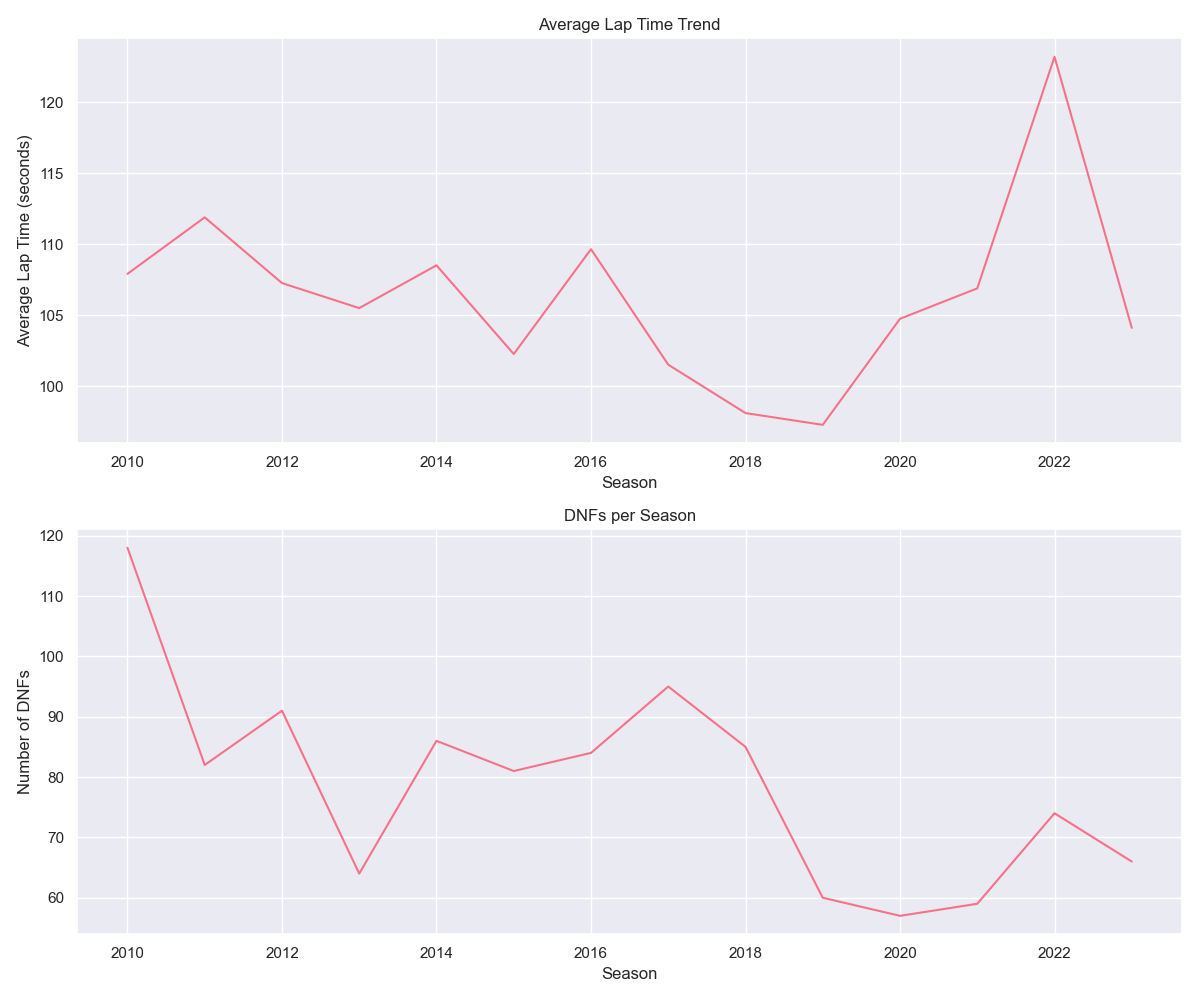 Average Lap Time Trend
Average Lap Time (seconds)
120
115
110
105
100
2010 2012 2014 2016 2018 2020 2022
Season
DNFs per Season
Number of DNFs
120
110
100
90
80
70
60
2010 2012 2014 2016 2018 2020 2022
Season